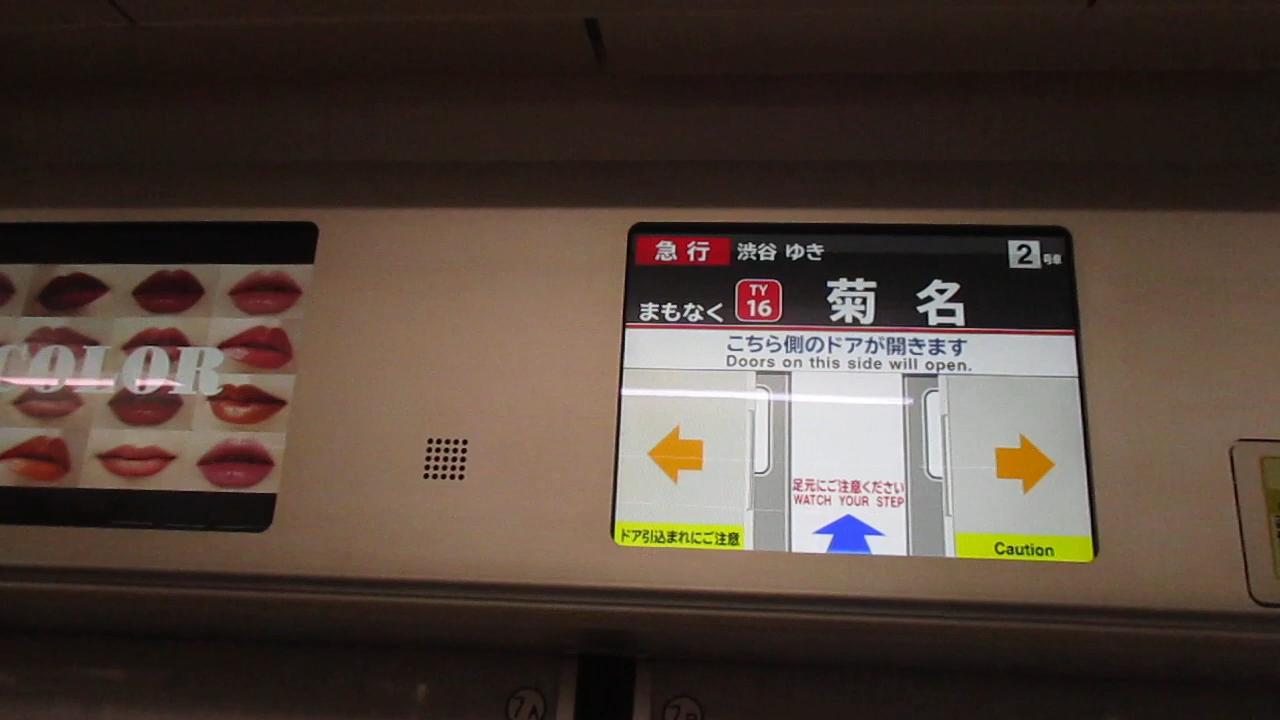 COLOR
急行 渋谷 ゆき 2号車
まもなく TY 16 菊名
こちら側のドアが開きます
Doors on this side will open.
足元にご注意ください
WATCH YOUR STEP
ドア引込まれにご注意
Caution
7A